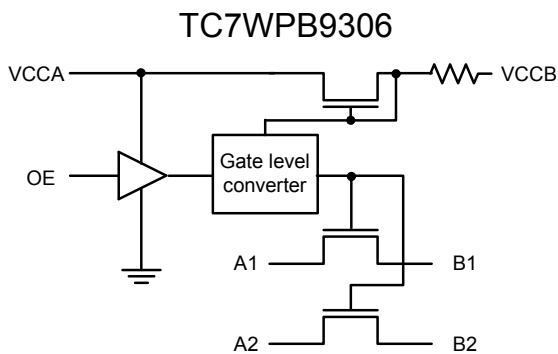 TC7WPB9306
VCCA
VCCB
Gate level
converter
OE
A1
B1
A2
B2